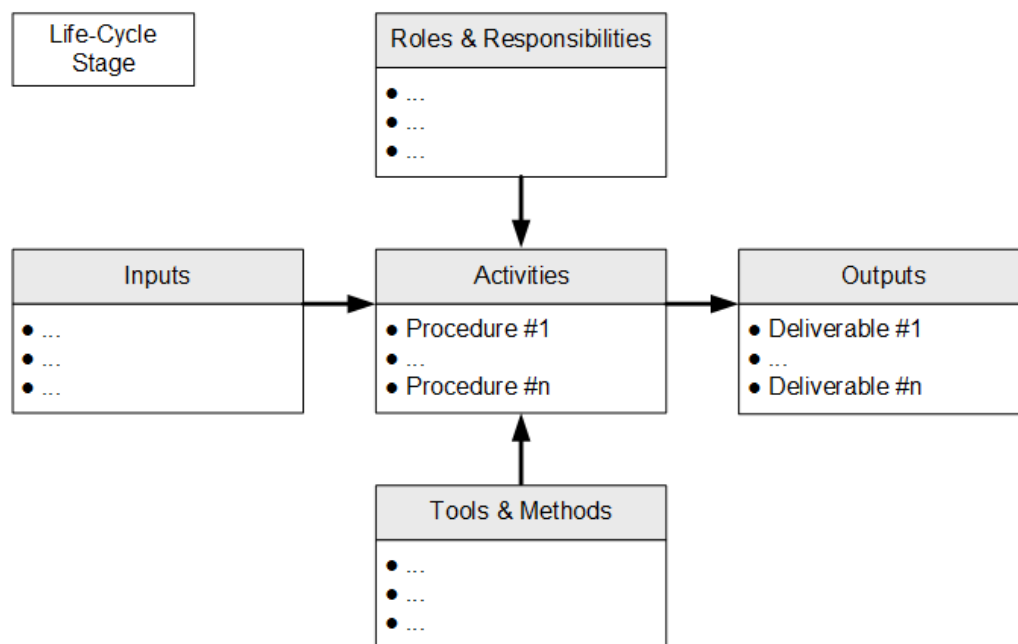 Life-Cycle
Stage
Roles & Responsibilities
● ...
● ...
● ...
Inputs
● ...
● ...
● ...
Activities
● Procedure #1
● ...
● Procedure #n
Outputs
● Deliverable #1
● ...
● Deliverable #n
Tools & Methods
● ...
● ...
● ...